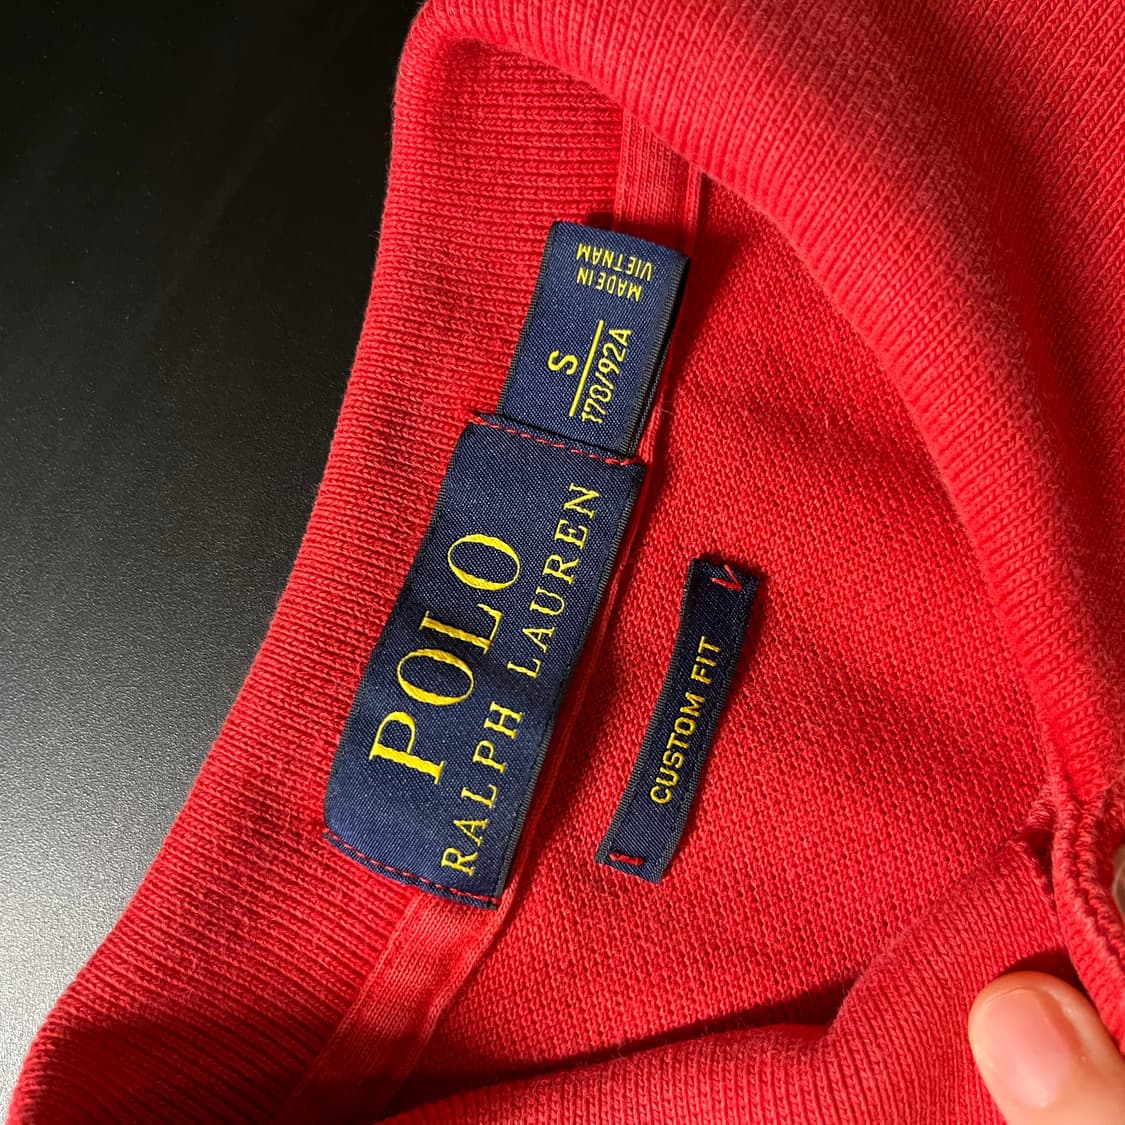 POLO
RALPH LAUREN
S
170/92A
MADE IN
VIETNAM
CUSTOM FIT